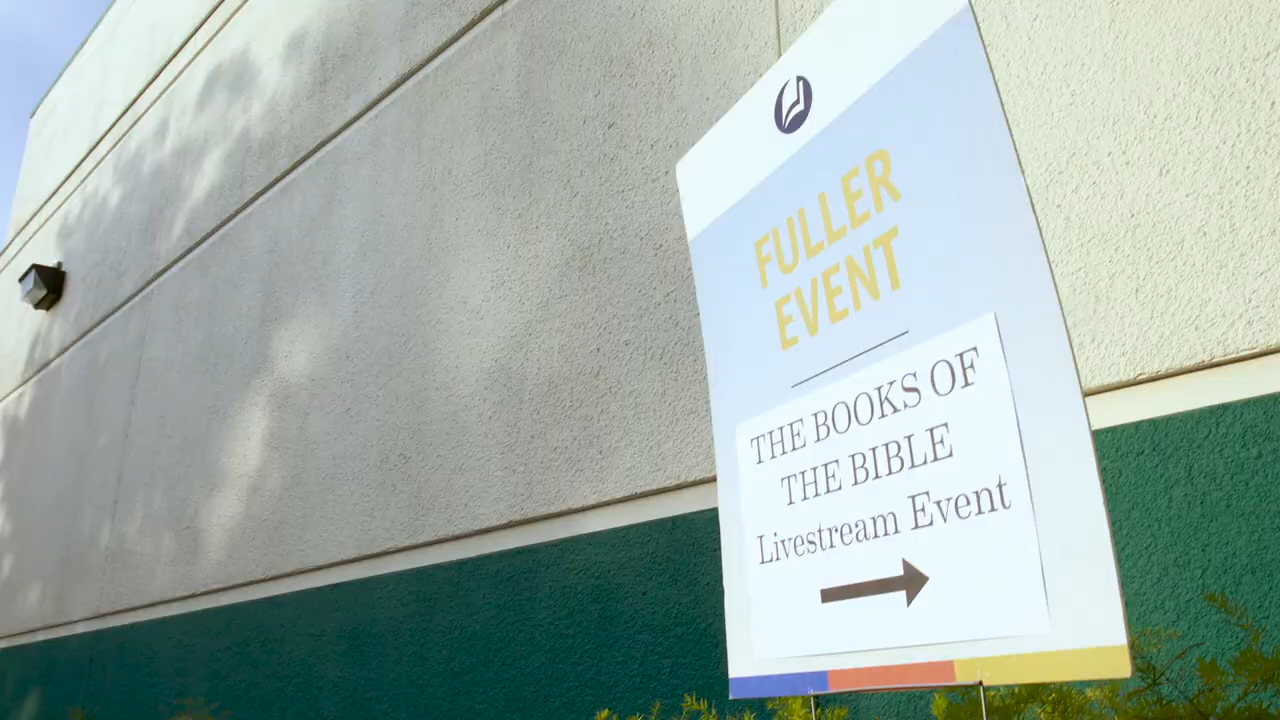 FULLER
EVENT
THE BOOKS OF
THE BIBLE
Livestream Event